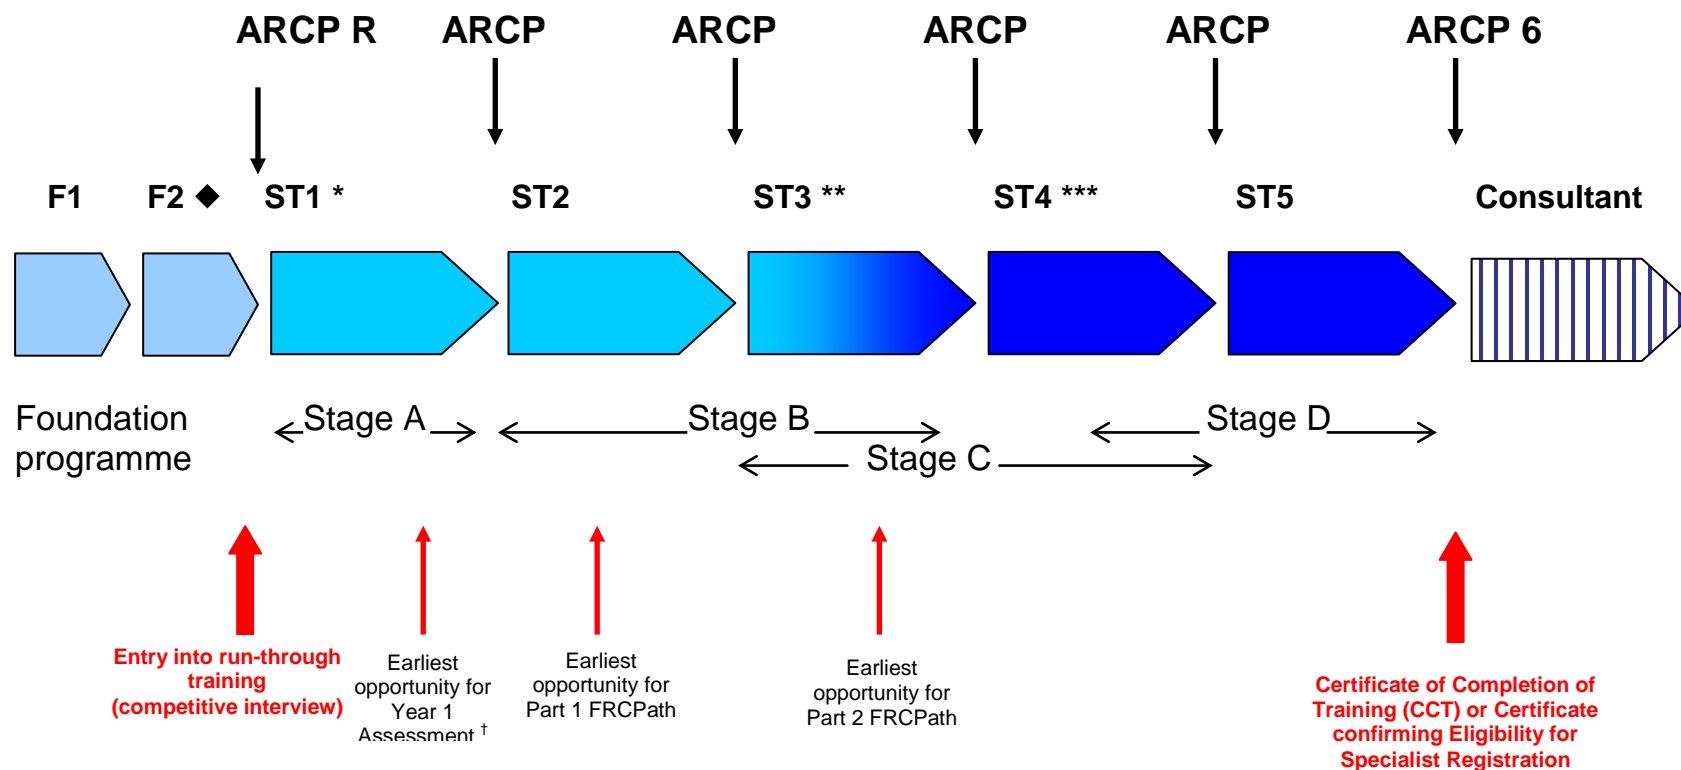 ARCP R ARCP ARCP ARCP ARCP ARCP 6
F1 F2 ◆ ST1 * ST2 ST3 ** ST4 *** ST5 Consultant
Foundation
programme
Stage A Stage B Stage D
Stage C
Entry into run-through
training
(competitive interview)
Earliest
opportunity for
Year 1
Assessment †
Earliest
opportunity for
Part 1 FRCPath
Earliest
opportunity for
Part 2 FRCPath
Certificate of Completion of
Training (CCT) or Certificate
confirming Eligibility for
Specialist Registration